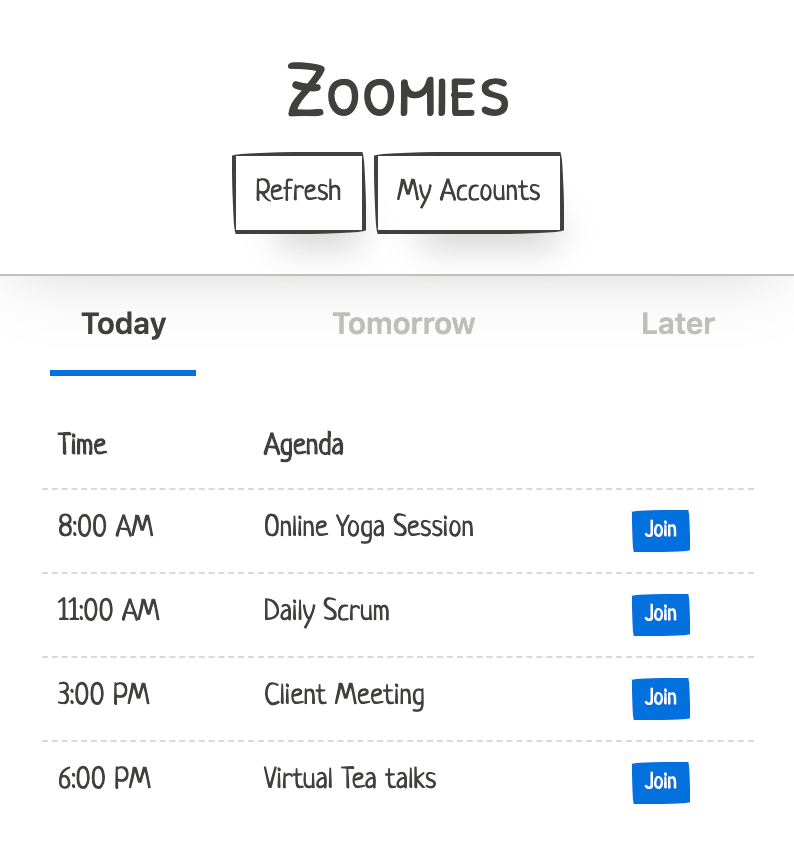 Zoomies
Refresh My Accounts
Today Tomorrow Later
Time Agenda
8:00 AM Online Yoga Session Join
11:00 AM Daily Scrum Join
3:00 PM Client Meeting Join
6:00 PM Virtual Tea talks Join